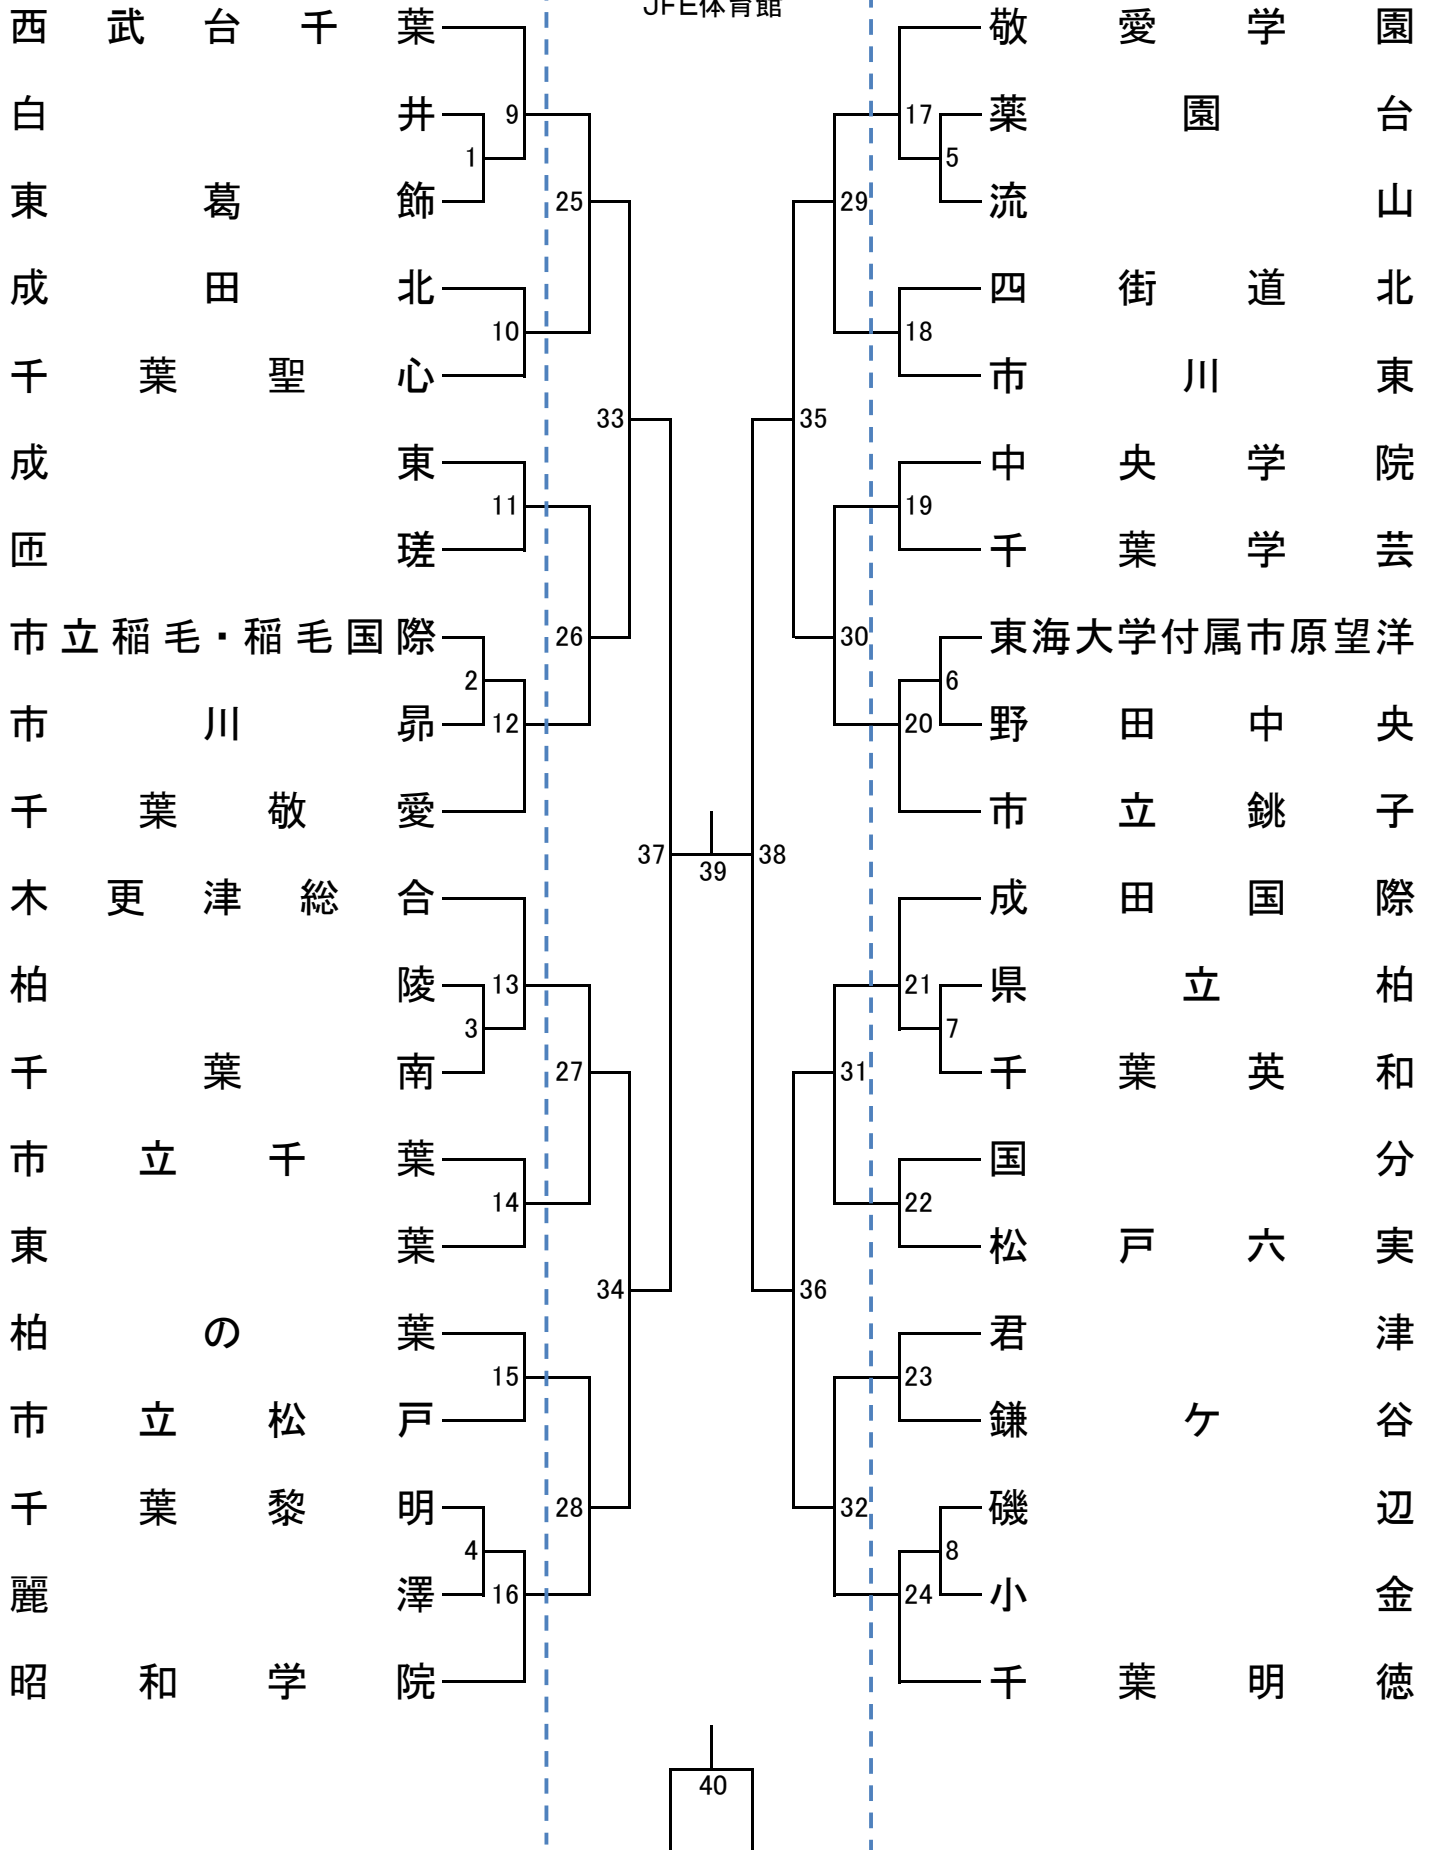 JFE体育館
西武台千葉 敬愛学園
白井 9 17 薬園台
1 5
東葛飾 25 29 流山
成田北 四街道北
10 18
千葉聖心 市川東
33 35
成東 中央学院
11 19
匝瑳 千葉学芸
市立稲毛・稲毛国際 26 30 東海大学付属市原望洋
2 6
市川昴 12 20 野田中央
千葉敬愛 市立銚子
37 39 38
木更津総合 成田国際
柏陵 13 21 県立柏
3 7
千葉南 27 31 千葉英和
市立千葉 国分
14 22
東葉 松戸六実
34 36
柏の葉 君津
15 23
市立松戸 鎌ケ谷
千葉黎明 28 32 磯辺
4 8
麗澤 16 24 小金
昭和学院 千葉明徳
40